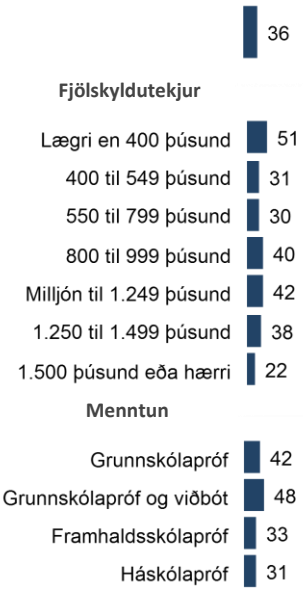 36
Fjölskyldutekjur
Lægri en 400 þúsund 51
400 til 549 þúsund 31
550 til 799 þúsund 30
800 til 999 þúsund 40
Milljón til 1.249 þúsund 42
1.250 til 1.499 þúsund 38
1.500 þúsund eða hærri 22
Menntun
Grunnskólapróf 42
Grunnskólapróf og viðbót 48
Framhaldsskólapróf 33
Háskólapróf 31